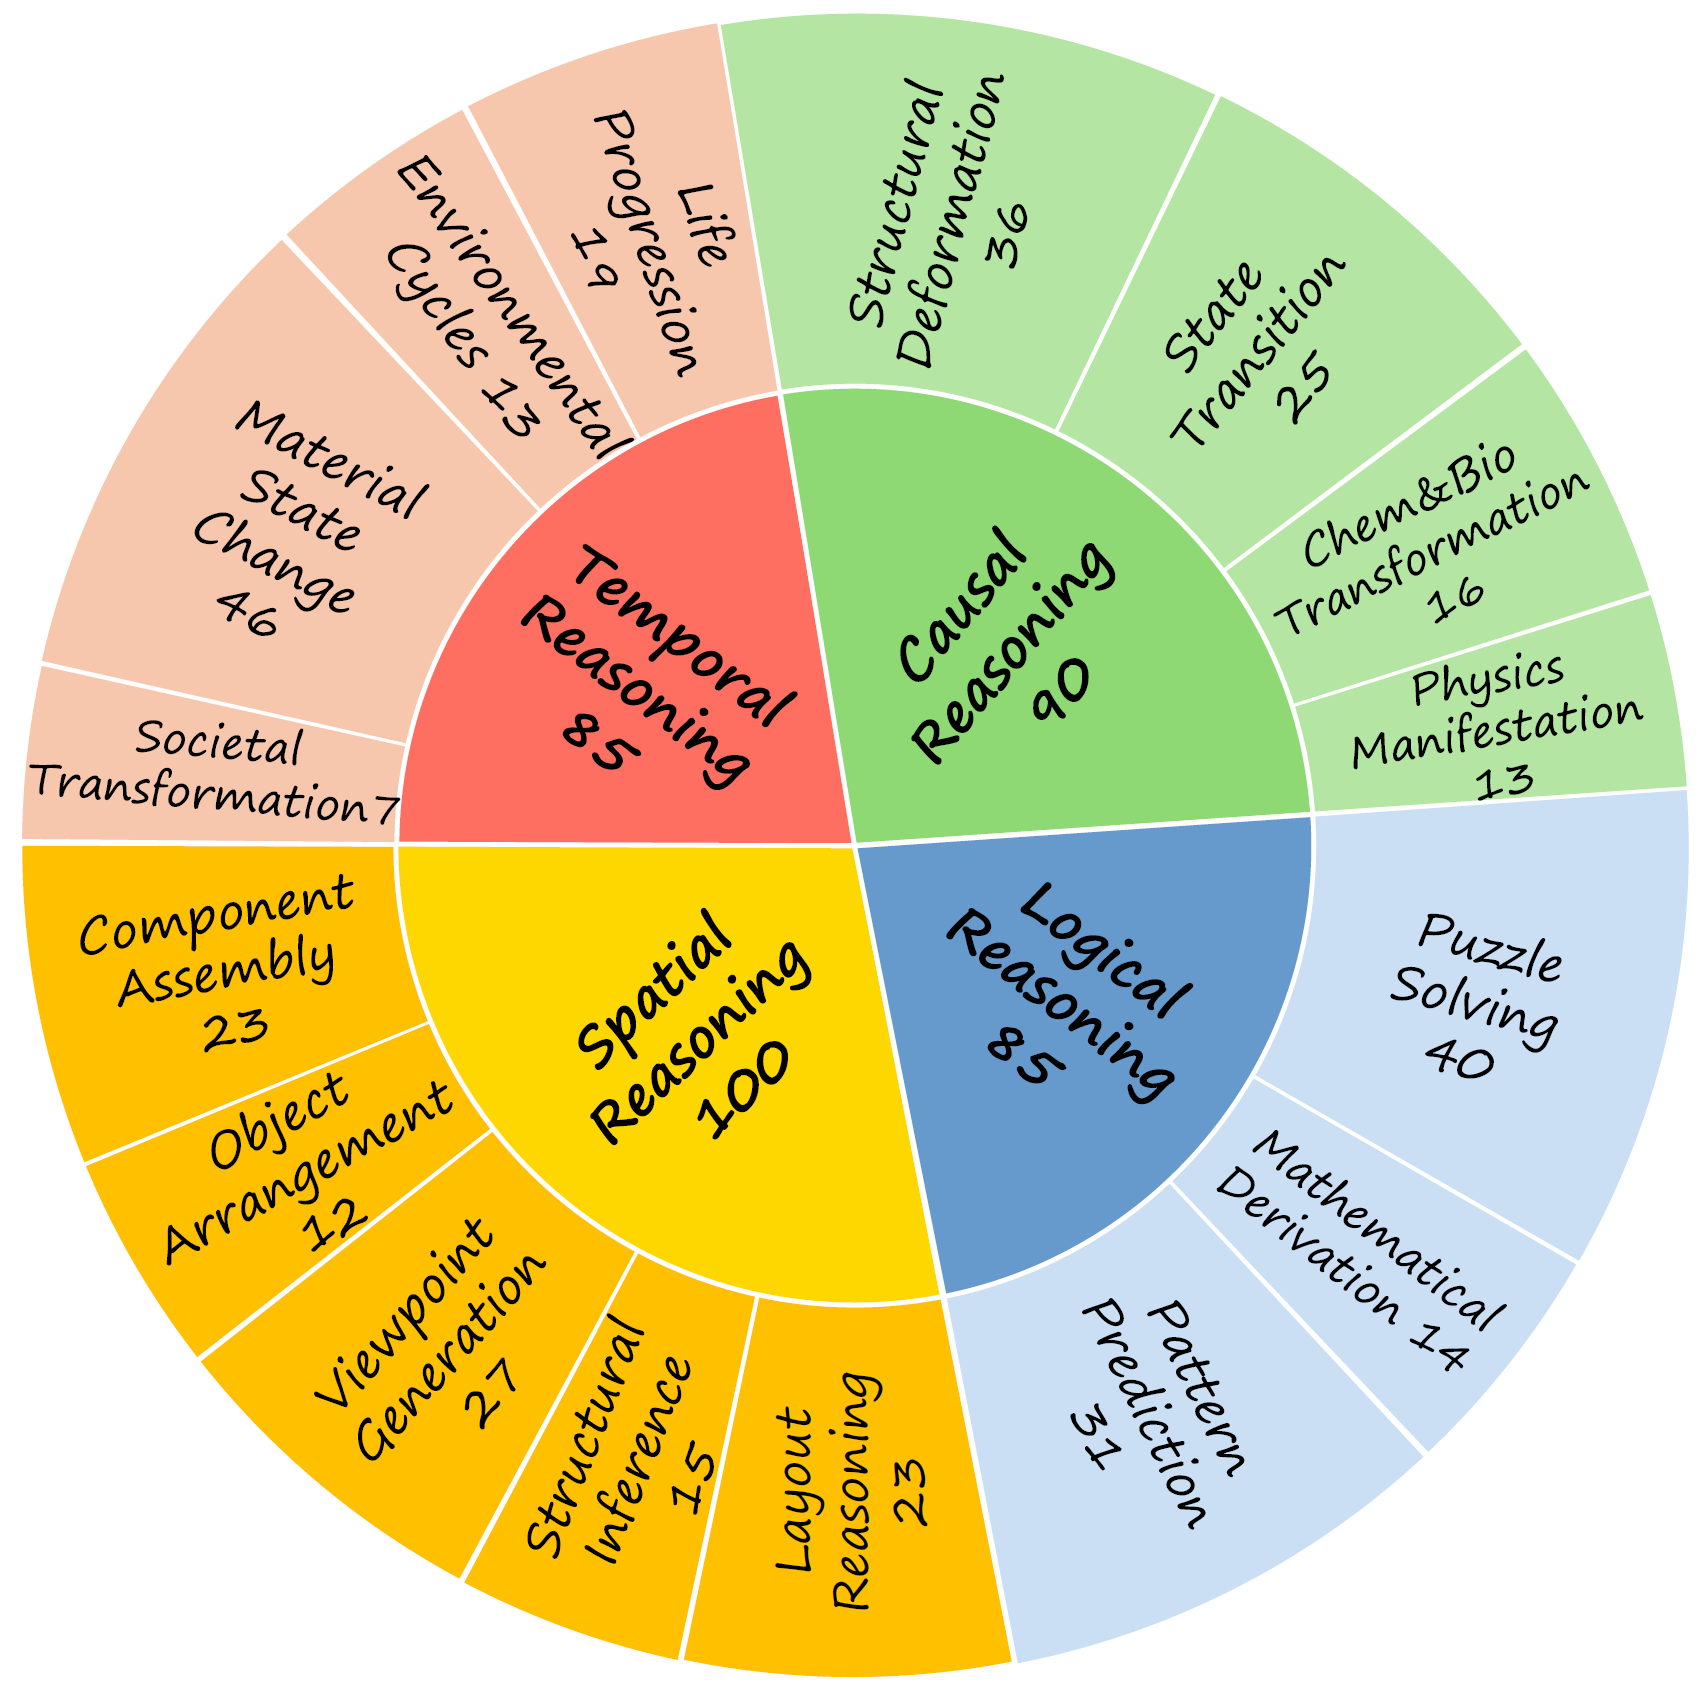 Temporal
Reasoning
85
Life
Progression
19
Environmental
Cycles 13
Material
State
Change
46
Societal
Transformation 7
Causal
Reasoning
90
Structural
Deformation
36
State
Transition
25
Chem&Bio
Transformation
16
Physics
Manifestation
13
Logical
Reasoning
85
Puzzle
Solving
40
Mathematical
Derivation 14
Pattern
Prediction
31
Spatial
Reasoning
100
Component
Assembly
23
Object
Arrangement
12
Viewpoint
Generation
27
Structural
Inference
15
Layout
Reasoning
23